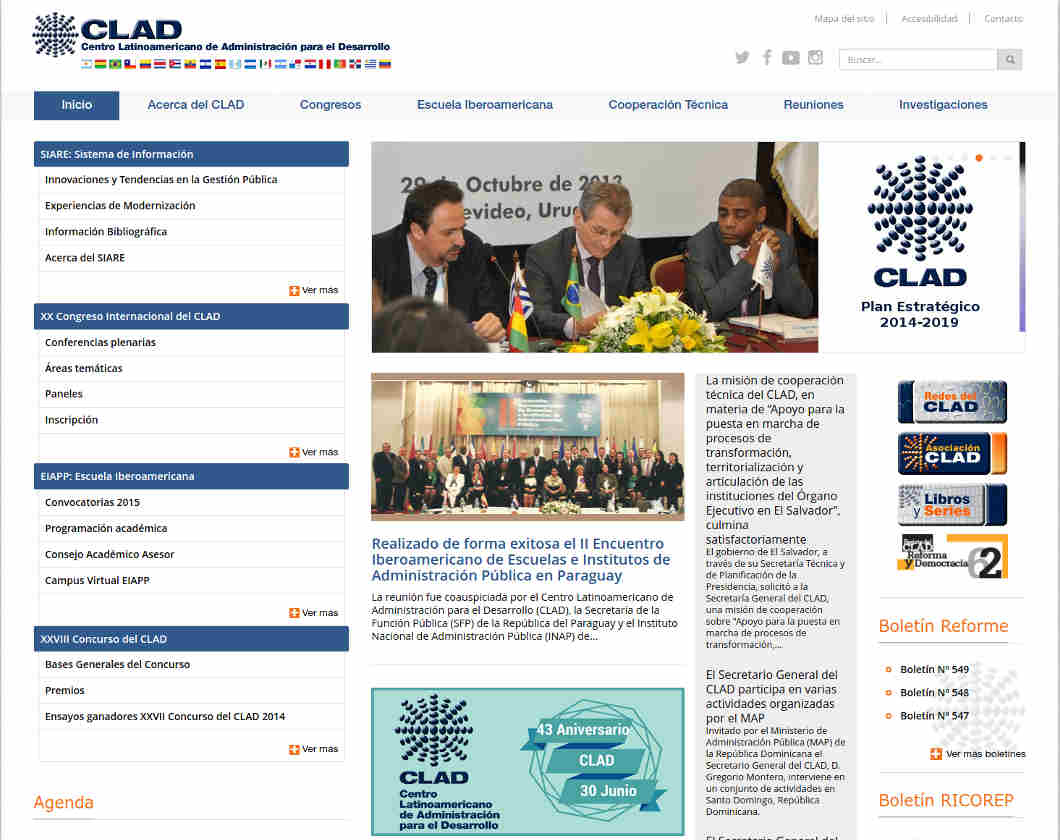 CLAD
Centro Latinoamericano de Administración para el Desarrollo
Mapa del sitio
Accesibilidad
Contacto
Buscar...
Inicio
Acerca del CLAD
Congresos
Escuela Iberoamericana
Cooperación Técnica
Reuniones
Investigaciones
SIARE: Sistema de Información
Innovaciones y Tendencias en la Gestión Pública
Experiencias de Modernización
Información Bibliográfica
Acerca del SIARE
Ver más
XX Congreso Internacional del CLAD
Conferencias plenarias
Áreas temáticas
Paneles
Inscripción
Ver más
EIAPP: Escuela Iberoamericana
Convocatorias 2015
Programación académica
Consejo Académico Asesor
Campus Virtual EIAPP
Ver más
XXVIII Concurso del CLAD
Bases Generales del Concurso
Premios
Ensayos ganadores XXVII Concurso del CLAD 2014
Ver más
Agenda
de Octubre de 2013
CLAD
Plan Estratégico
2014-2019
Realizado de forma exitosa el II Encuentro
Iberoamericano de Escuelas e Institutos de
Administración Pública en Paraguay
La reunión fue coauspiciada por el Centro Latinoamericano de
Administración para el Desarrollo (CLAD), la Secretaría de la
Función Pública (SFP) de la República del Paraguay y el Instituto
Nacional de Administración Pública (INAP) de...
CLAD
Centro
Latinoamericano
de Administración
para el Desarrollo
43 Aniversario
CLAD
30 Junio
La misión de cooperación
técnica del CLAD, en
materia de "Apoyo para la
puesta en marcha de
procesos de
transformación,
territorialización y
articulación de las
instituciones del Órgano
Ejecutivo en El Salvador",
culmina
satisfactoriamente
El gobierno de El Salvador, a
través de su Secretaría Técnica y
de Planificación de la
Presidencia, solicitó a la
Secretaría General del CLAD,
una misión de cooperación
sobre "Apoyo para la puesta en
marcha de procesos de
transformación,...
El Secretario General del
CLAD participa en varias
actividades organizadas
por el MAP
Invitado por el Ministerio de
Administración Pública (MAP) de
la República Dominicana el
Secretario General del CLAD, D.
Gregorio Montero, interviene en
un conjunto de actividades en
Santo Domingo, República
Dominicana.
El Secretario General del
Redes del
CLAD
Asociación
CLAD
Libros
y Series
CLAD
Reforma
y Democracia
62
Boletín Reforme
Boletín Nº 549
Boletín Nº 548
Boletín Nº 547
Ver más boletines
Boletín RICOREP